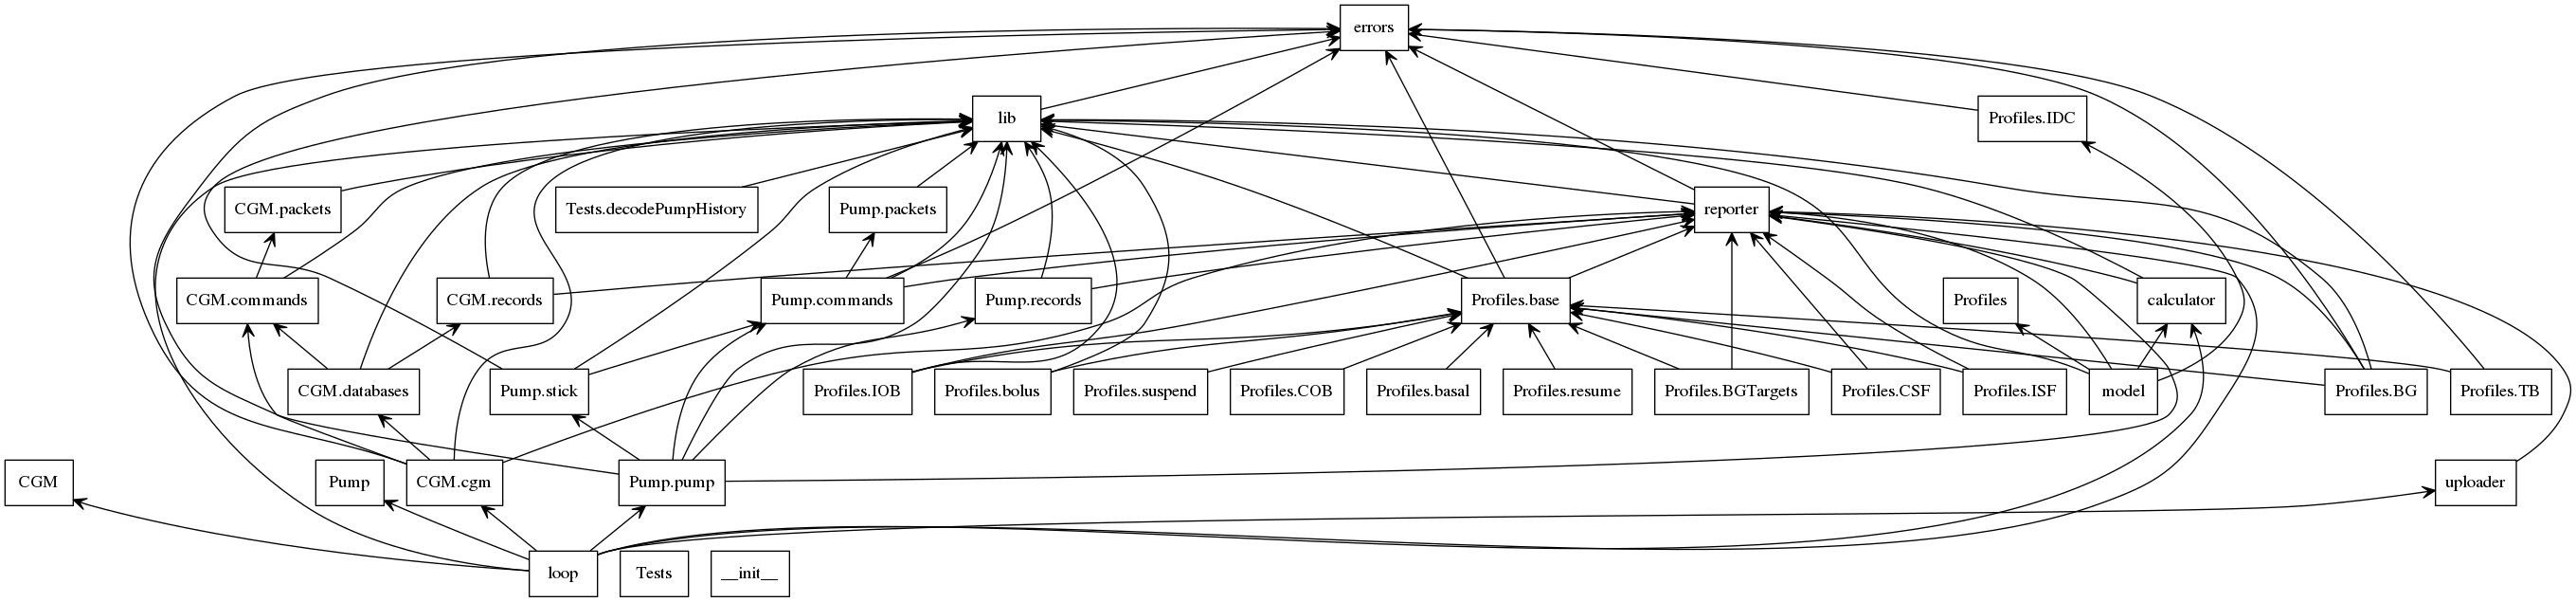 errors
lib
Profiles.IDC
CGM.packets
Tests.decodePumpHistory
Pump.packets
reporter
CGM.commands
CGM.records
Pump.commands
Pump.records
Profiles.base
Profiles
calculator
CGM.databases
Pump.stick
Profiles.IOB
Profiles.bolus
Profiles.suspend
Profiles.COB
Profiles.basal
Profiles.resume
Profiles.BGTargets
Profiles.CSF
Profiles.ISF
model
Profiles.BG
Profiles.TB
CGM
Pump
CGM.cgm
Pump.pump
uploader
loop
Tests
__init__